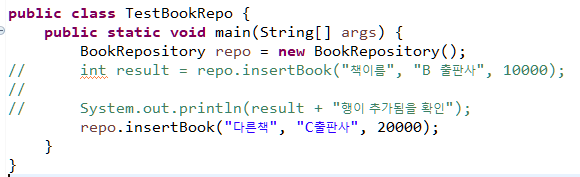 public class TestBookRepo {
    public static void main(String[] args) {
        BookRepository repo = new BookRepository();
//        int result = repo.insertBook("책이름", "B 출판사", 10000);
//
//        System.out.println(result + "행이 추가됨을 확인");
        repo.insertBook("다른책", "C출판사", 20000);
    }
}